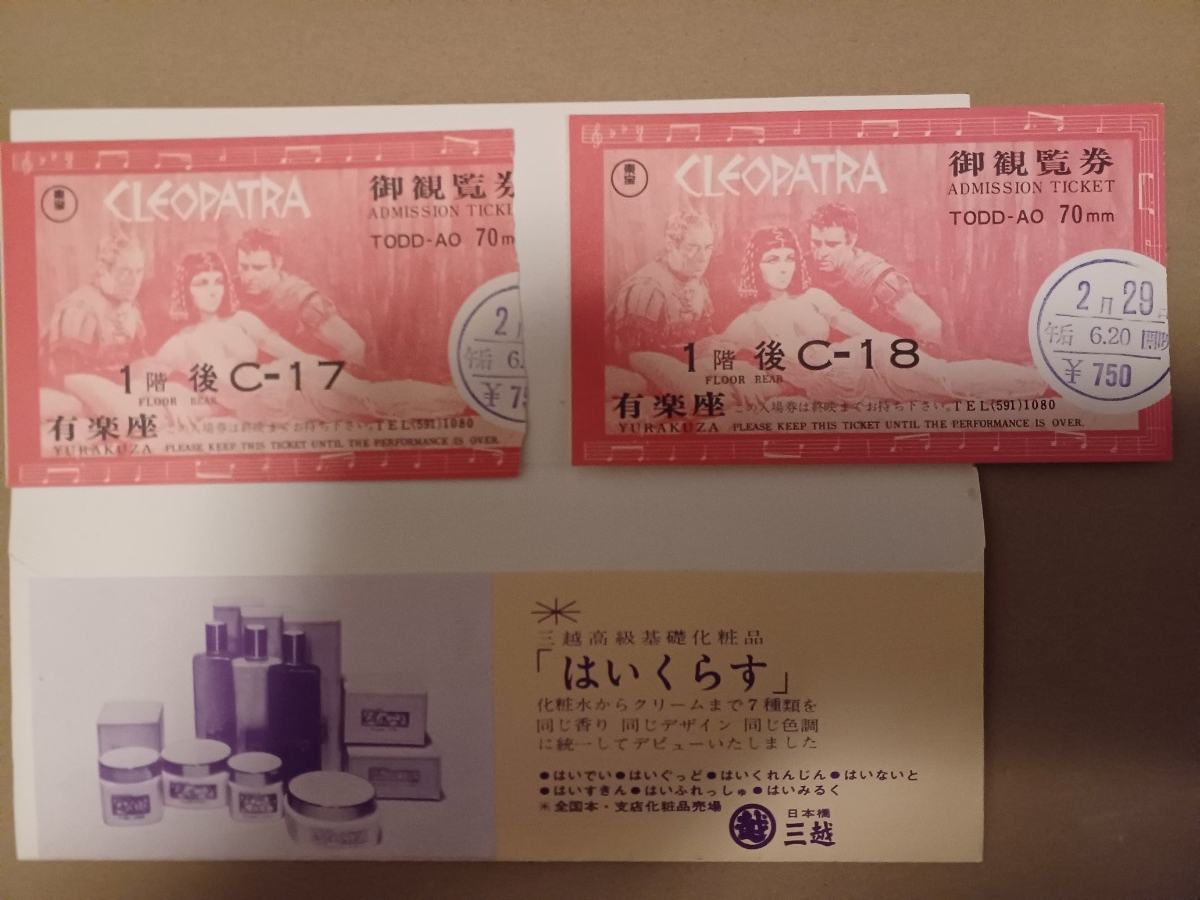 東宝
CLEOPATRA
御観覧券
ADMISSION TICKE
TODD-AO 70m
2月
午后 6.
¥75
1階 後 C-17
FLOOR REAR
有楽座 この入場券は終映までお持ち下さい。TEL(591)1080
YURAKUZA PLEASE KEEP THIS TICKET UNTIL THE PERFORMANCE IS OVER.
東宝
CLEOPATRA
御観覧券
ADMISSION TICKET
TODD-AO 70mm
2月29
午后 6.20 開映
¥750
1階 後 C-18
FLOOR REAR
有楽座 この入場券は終映までお持ち下さい。TEL(591)1080
YURAKUZA PLEASE KEEP THIS TICKET UNTIL THE PERFORMANCE IS OVER.
三越高級基礎化粧品
「はいくらす」
化粧水からクリームまで7種類を
同じ香り 同じデザイン 同じ色調
に統一してデビューいたしました
●はいでい●はいぐっど●はいくれんじん●はいないと
●はいすきん●はいふれっしゅ●はいみるく
＊全国本・支店化粧品売場
越 日本橋
三越